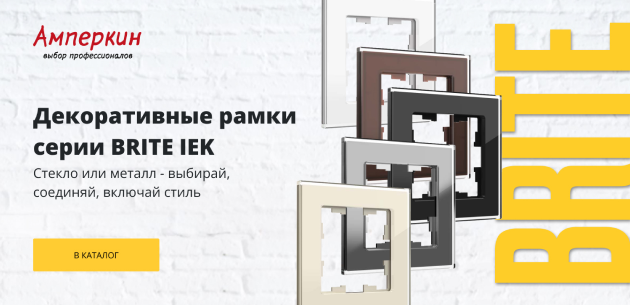 Амперкин
выбор профессионалов
Декоративные рамки
серии BRITE IEK
Стекло или металл - выбирай,
соединяй, включай стиль
В КАТАЛОГ
BRITE